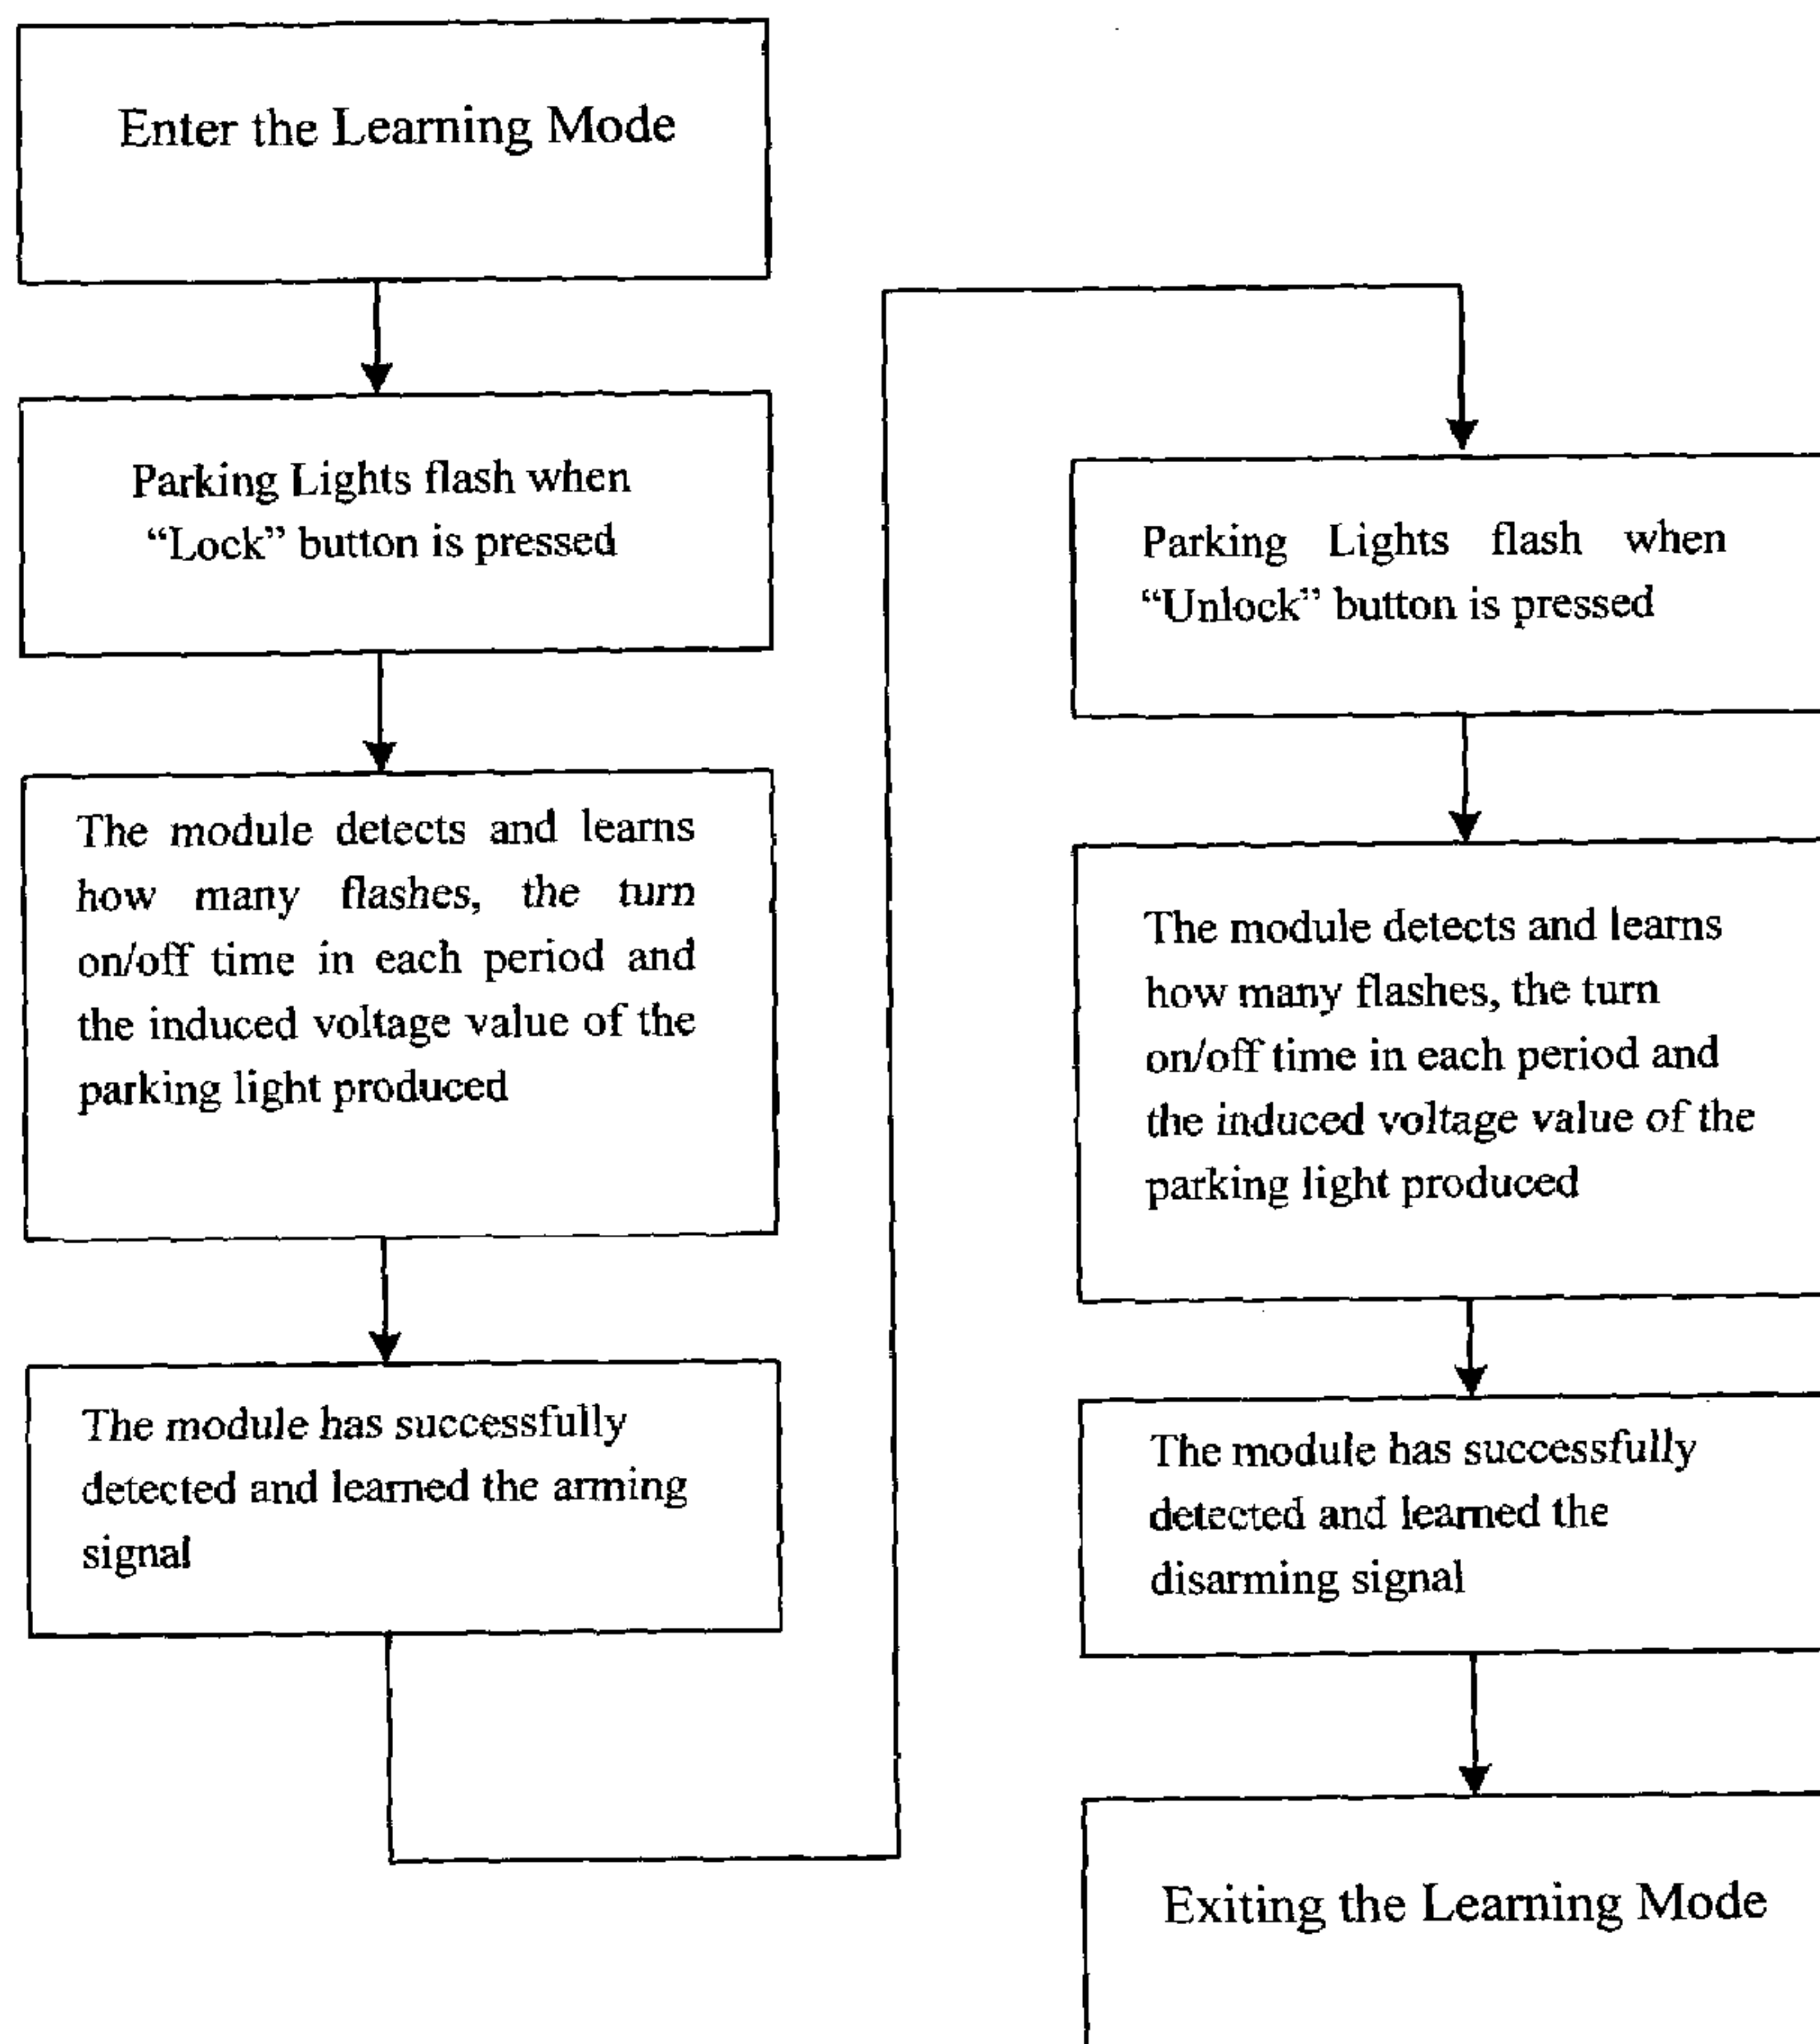 Enter the Learning Mode
Parking Lights flash when
“Lock” button is pressed
The module detects and learns
how many flashes, the turn
on/off time in each period and
the induced voltage value of the
parking light produced
The module has successfully
detected and learned the arming
signal
Parking Lights flash when
“Unlock” button is pressed
The module detects and learns
how many flashes, the turn
on/off time in each period and
the induced voltage value of the
parking light produced
The module has successfully
detected and learned the
disarming signal
Exiting the Learning Mode